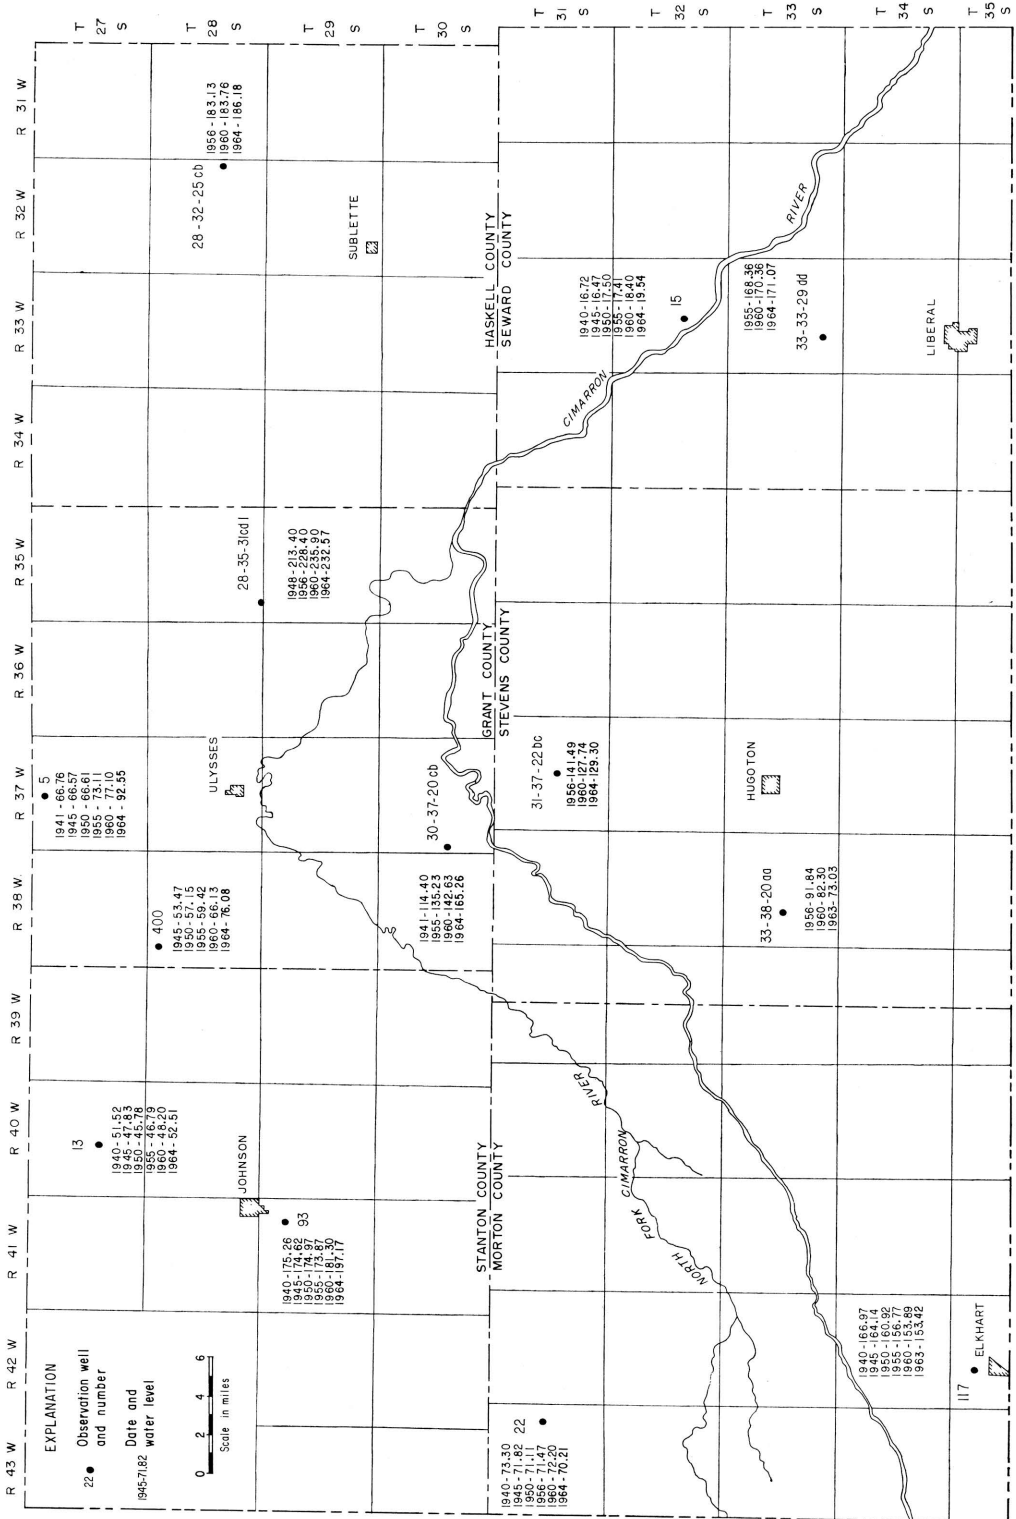 R 43 W
R 42 W
R 41 W
R 40 W
R 39 W
R 38 W
R 37 W
R 36 W
R 35 W
R 34 W
R 33 W
R 32 W
R 31 W
T
27
S
T
28
S
T
29
S
T
30
S
T
31
S
T
32
S
T
33
S
T
34
S
T
35
S
EXPLANATION
22
Observation well
and number
1945-71.82
Date and
water level
0 2 4 6
Scale in miles
13
1940-51.52
1945-47.83
1950-45.78
1955-46.79
1960-48.20
1964-52.51
JOHNSON
93
1940-175.26
1945-174.62
1950-174.97
1955-173.87
1960-181.30
1964-197.17
400
1945-53.47
1950-57.15
1955-59.42
1960-66.13
1964-76.08
5
1941-66.76
1945-66.57
1950-66.61
1955-73.11
1960-77.10
1964-92.55
ULYSSES
28-35-31cd1
1948-213.40
1956-228.40
1960-235.90
1964-232.57
28-32-25 cb
1956-183.13
1960-183.76
1964-186.18
SUBLETTE
30-37-20 cb
1941-114.40
1955-135.23
1960-142.63
1964-165.26
STANTON COUNTY
MORTON COUNTY
GRANT COUNTY
STEVENS COUNTY
HASKELL COUNTY
SEWARD COUNTY
22
1940-73.30
1945-71.82
1950-71.11
1956-71.47
1960-72.20
1964-70.21
NORTH FORK CIMARRON RIVER
31-37-22 bc
1956-141.49
1960-127.74
1964-129.30
CIMARRON RIVER
1940-16.72
1945-16.47
1950-17.50
1955-17.41
1960-18.40
1964-19.54
15
33-38-20 aa
1956-91.84
1960-82.30
1963-73.03
HUGOTON
1955-168.36
1960-170.36
1964-171.07
33-33-29 dd
LIBERAL
1940-166.97
1945-164.14
1950-160.92
1955-156.77
1960-153.89
1963-153.42
117
ELKHART